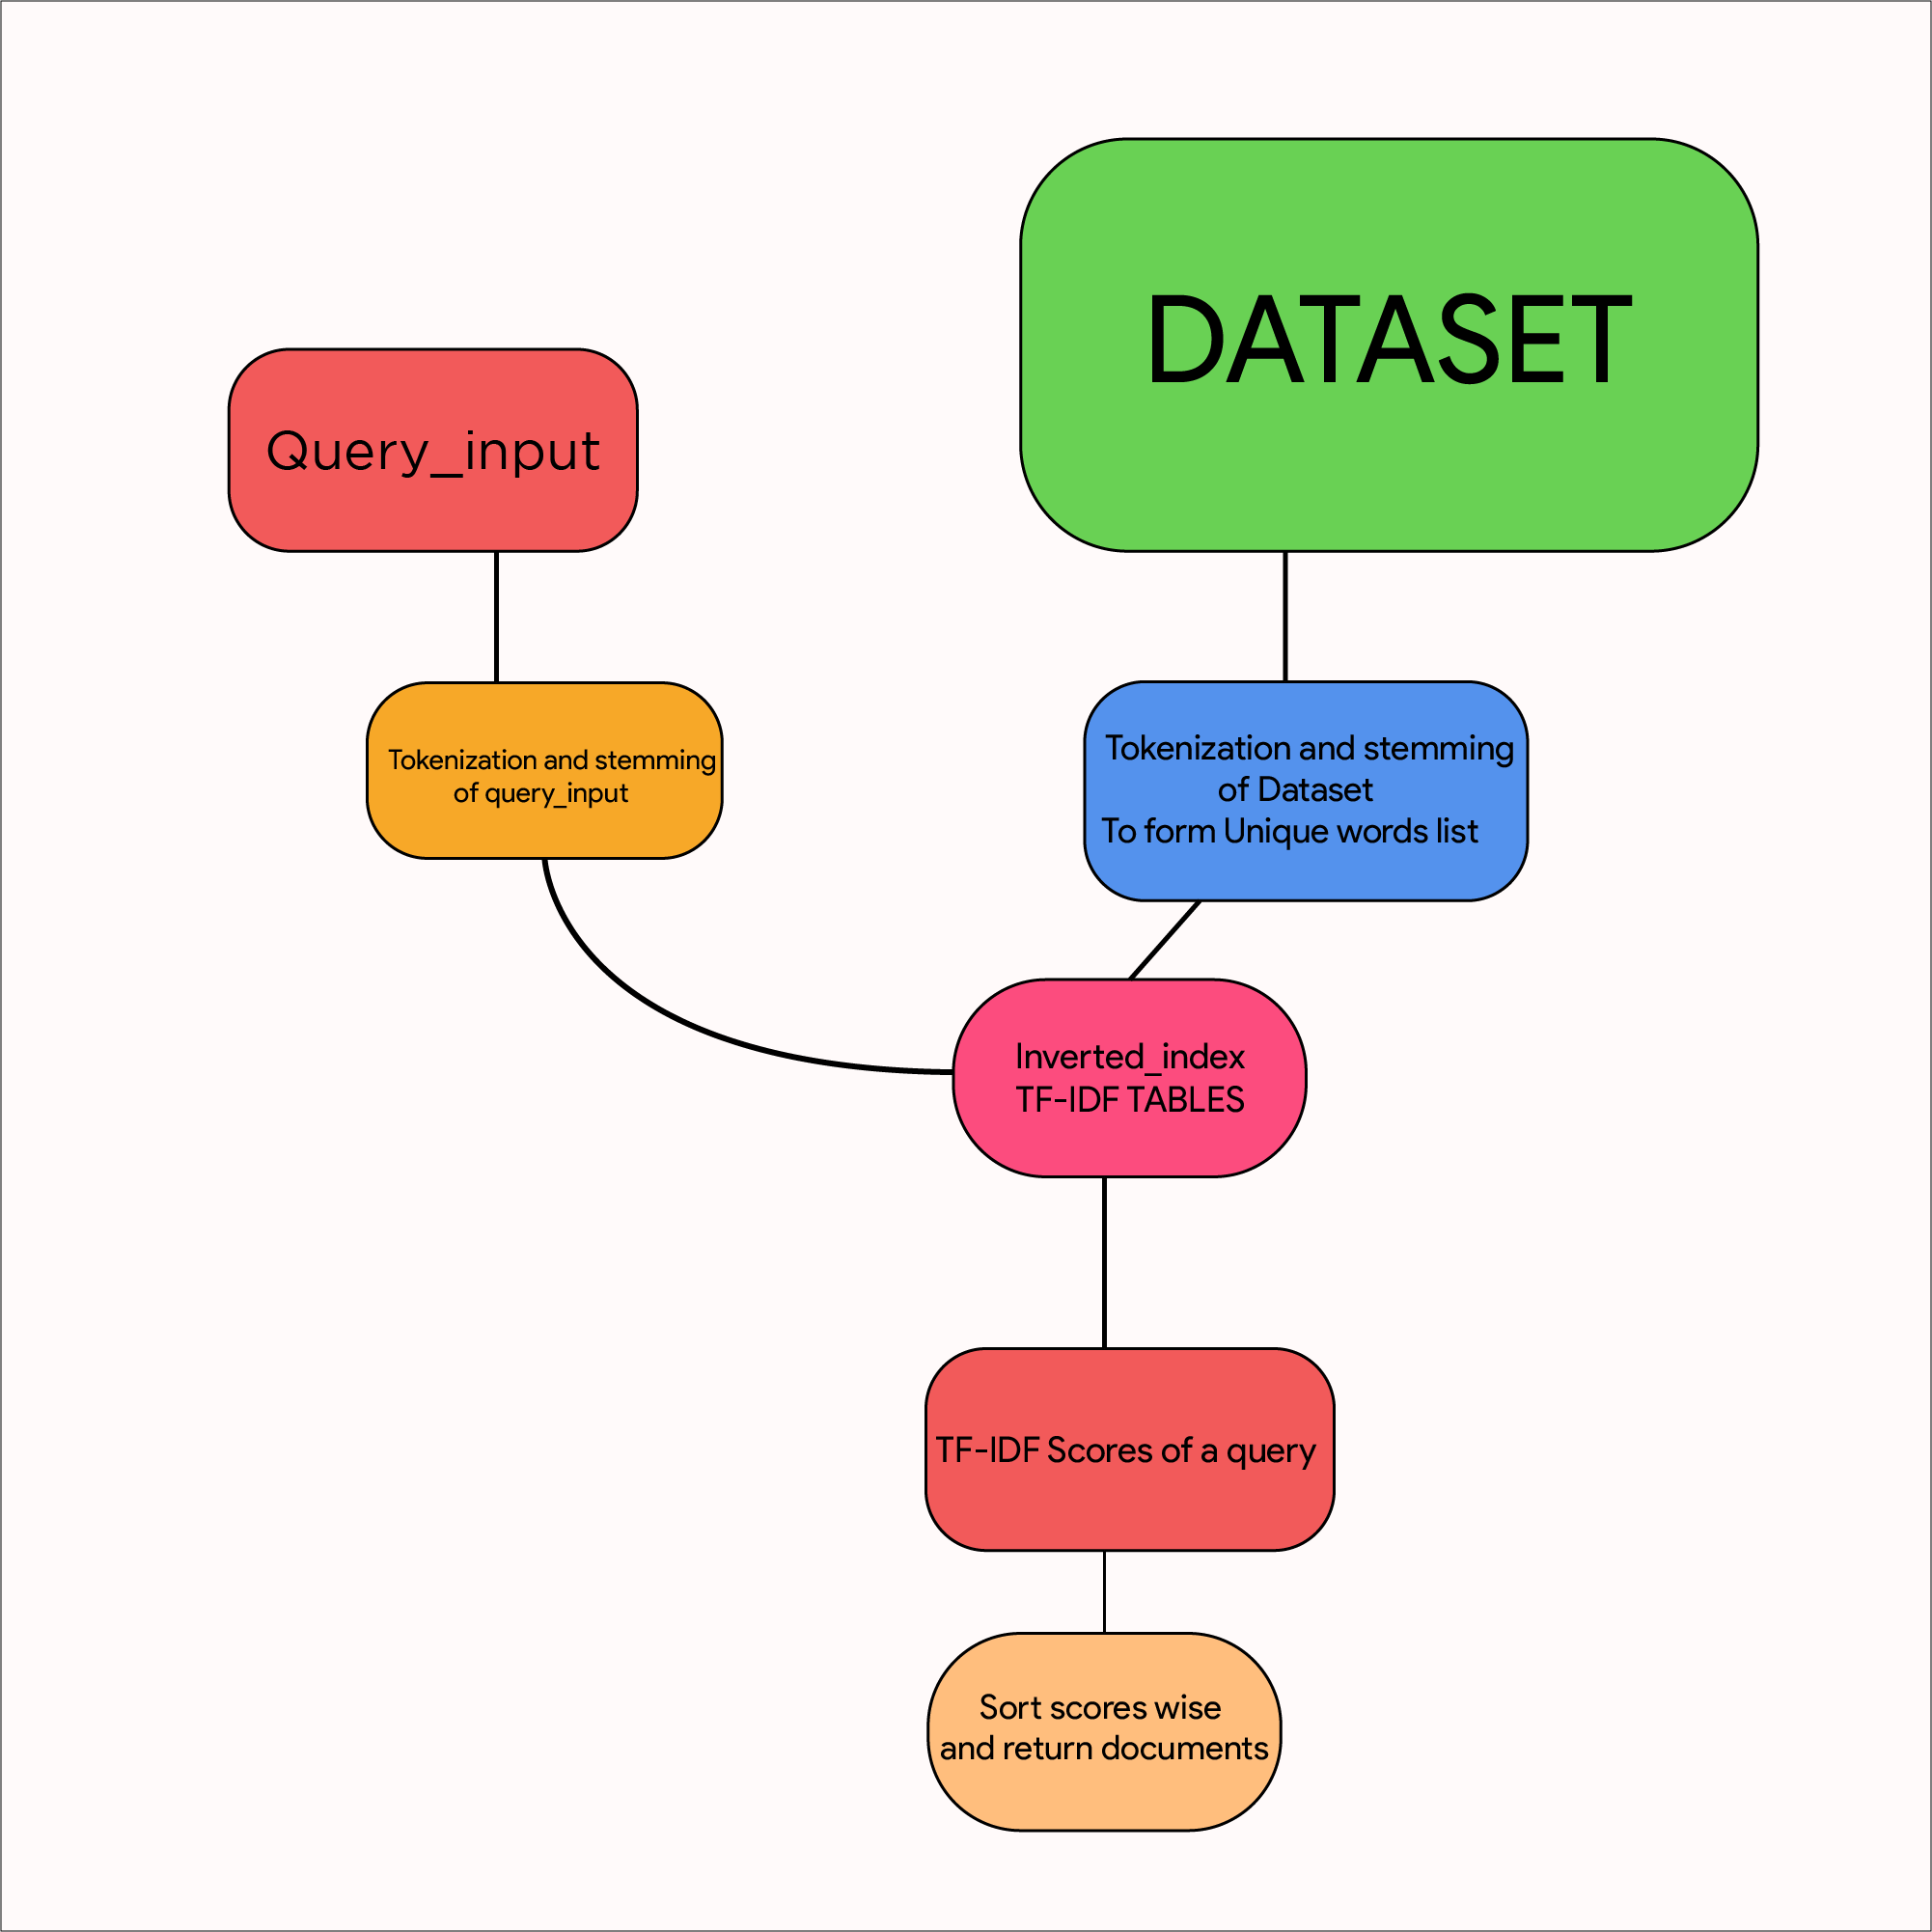 DATASET
Query_input
Tokenization and stemming
of query_input
Tokenization and stemming
of Dataset
To form Unique words list
Inverted_index
TF-IDF TABLES
TF-IDF Scores of a query
Sort scores wise
and return documents